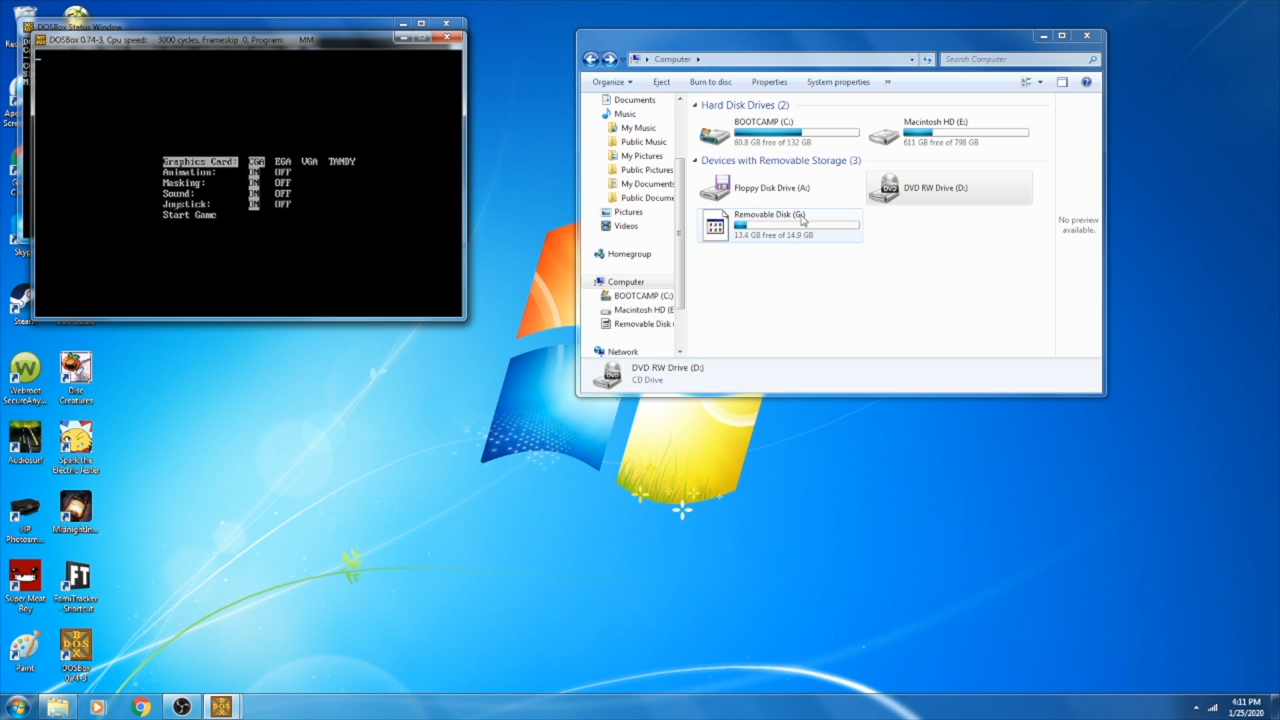 DOSBox Status Window
DOSBox 0.74-3, Cpu speed: 3000 cycles, Frameskip 0, Program: MM
Graphics Card: CGA EGA VGA TANDY
Animation: ON OFF
Masking: ON OFF
Sound: ON OFF
Joystick: ON OFF
Start Game
Computer
Search Computer
Organize Eject Burn to disc Properties System properties »
Documents
Music
My Music
Public Music
My Pictures
Public Pictures
My Documents
Public Docume
Pictures
Videos
Homegroup
Computer
BOOTCAMP (C:)
Macintosh HD (E
Removable Disk (
Network
Hard Disk Drives (2)
BOOTCAMP (C:)
60.8 GB free of 132 GB
Macintosh HD (E:)
611 GB free of 798 GB
Devices with Removable Storage (3)
Floppy Disk Drive (A:)
DVD RW Drive (D:)
Removable Disk (G:)
13.4 GB free of 14.9 GB
No preview
available.
DVD RW Drive (D:)
CD Drive
Webroot
SecureAny...
Disc
Creatures
Audiosurf
Spark the
Electric Jester
HP
Photosm...
MidnightIn...
Super Meat
Boy
FT
FamiTracker
- Shortcut
Paint
DOSBox
0.74-3
4:11 PM
1/25/2020